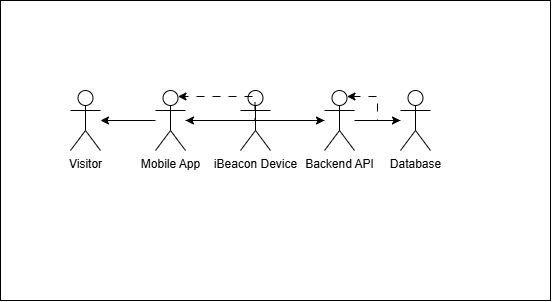 Visitor
Mobile App
iBeacon Device
Backend API
Database